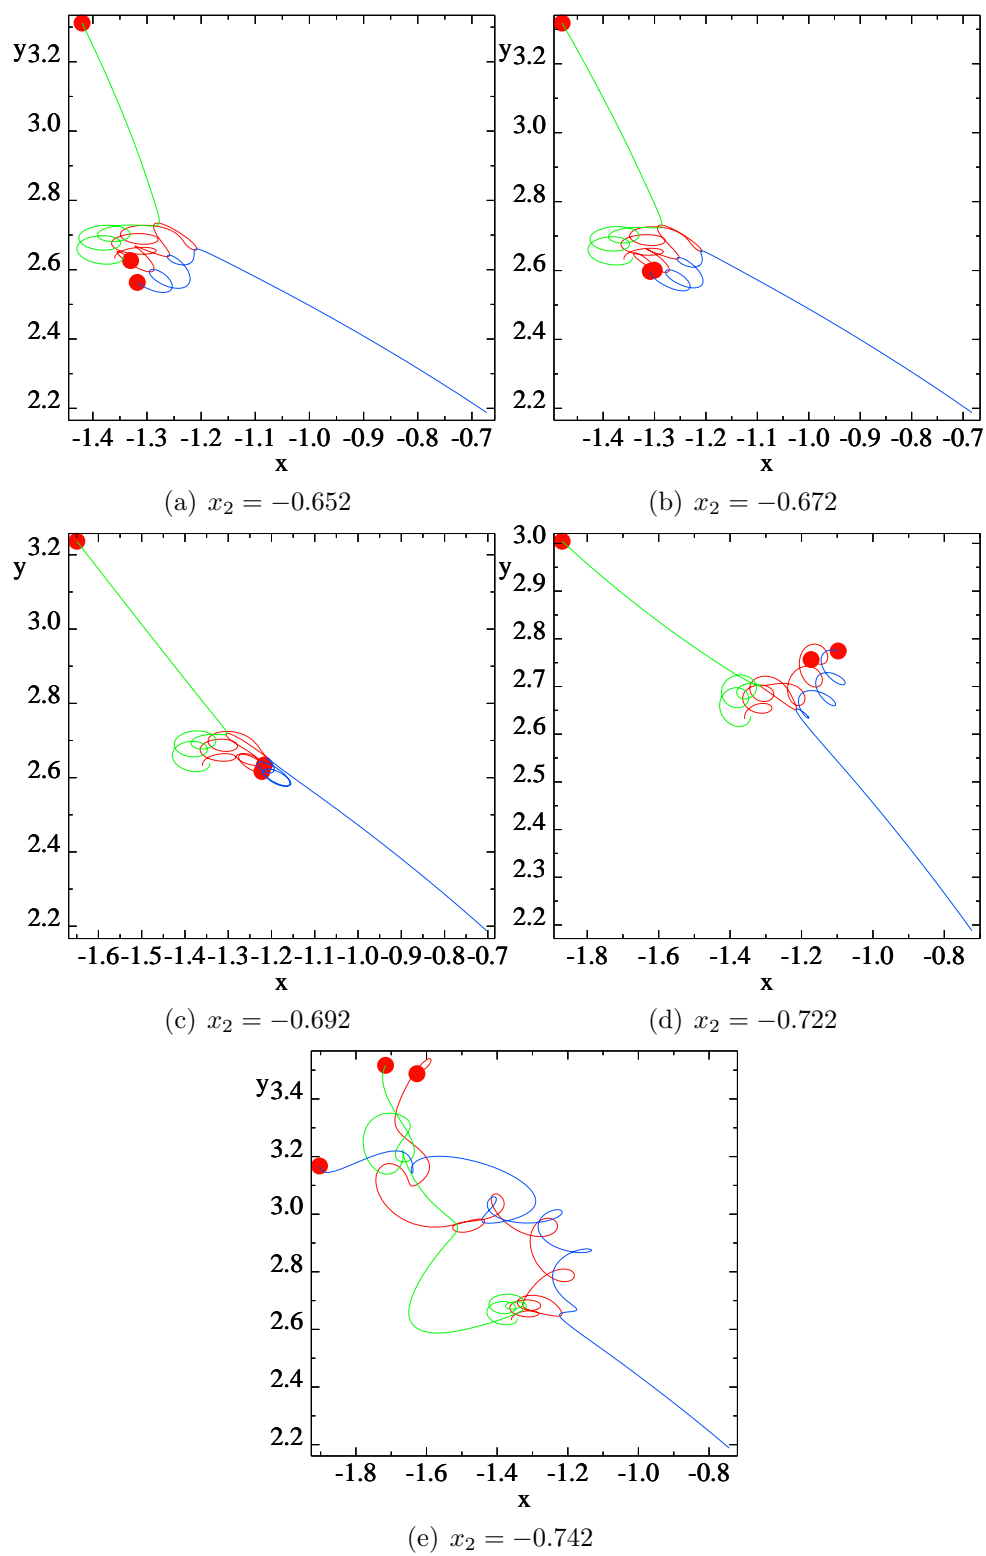 y
3.2
3.0
2.8
2.6
2.4
2.2
-1.4 -1.3 -1.2 -1.1 -1.0 -0.9 -0.8 -0.7
x
(a) x₂ = −0.652
y
3.2
3.0
2.8
2.6
2.4
2.2
-1.4 -1.3 -1.2 -1.1 -1.0 -0.9 -0.8 -0.7
x
(b) x₂ = −0.672
3.2
y
3.0
2.8
2.6
2.4
2.2
-1.6-1.5-1.4-1.3-1.2-1.1-1.0-0.9-0.8-0.7
x
(c) x₂ = −0.692
3.0
y
2.9
2.8
2.7
2.6
2.5
2.4
2.3
2.2
-1.8 -1.6 -1.4 -1.2 -1.0 -0.8
x
(d) x₂ = −0.722
y
3.4
3.2
3.0
2.8
2.6
2.4
2.2
-1.8 -1.6 -1.4 -1.2 -1.0 -0.8
x
(e) x₂ = −0.742